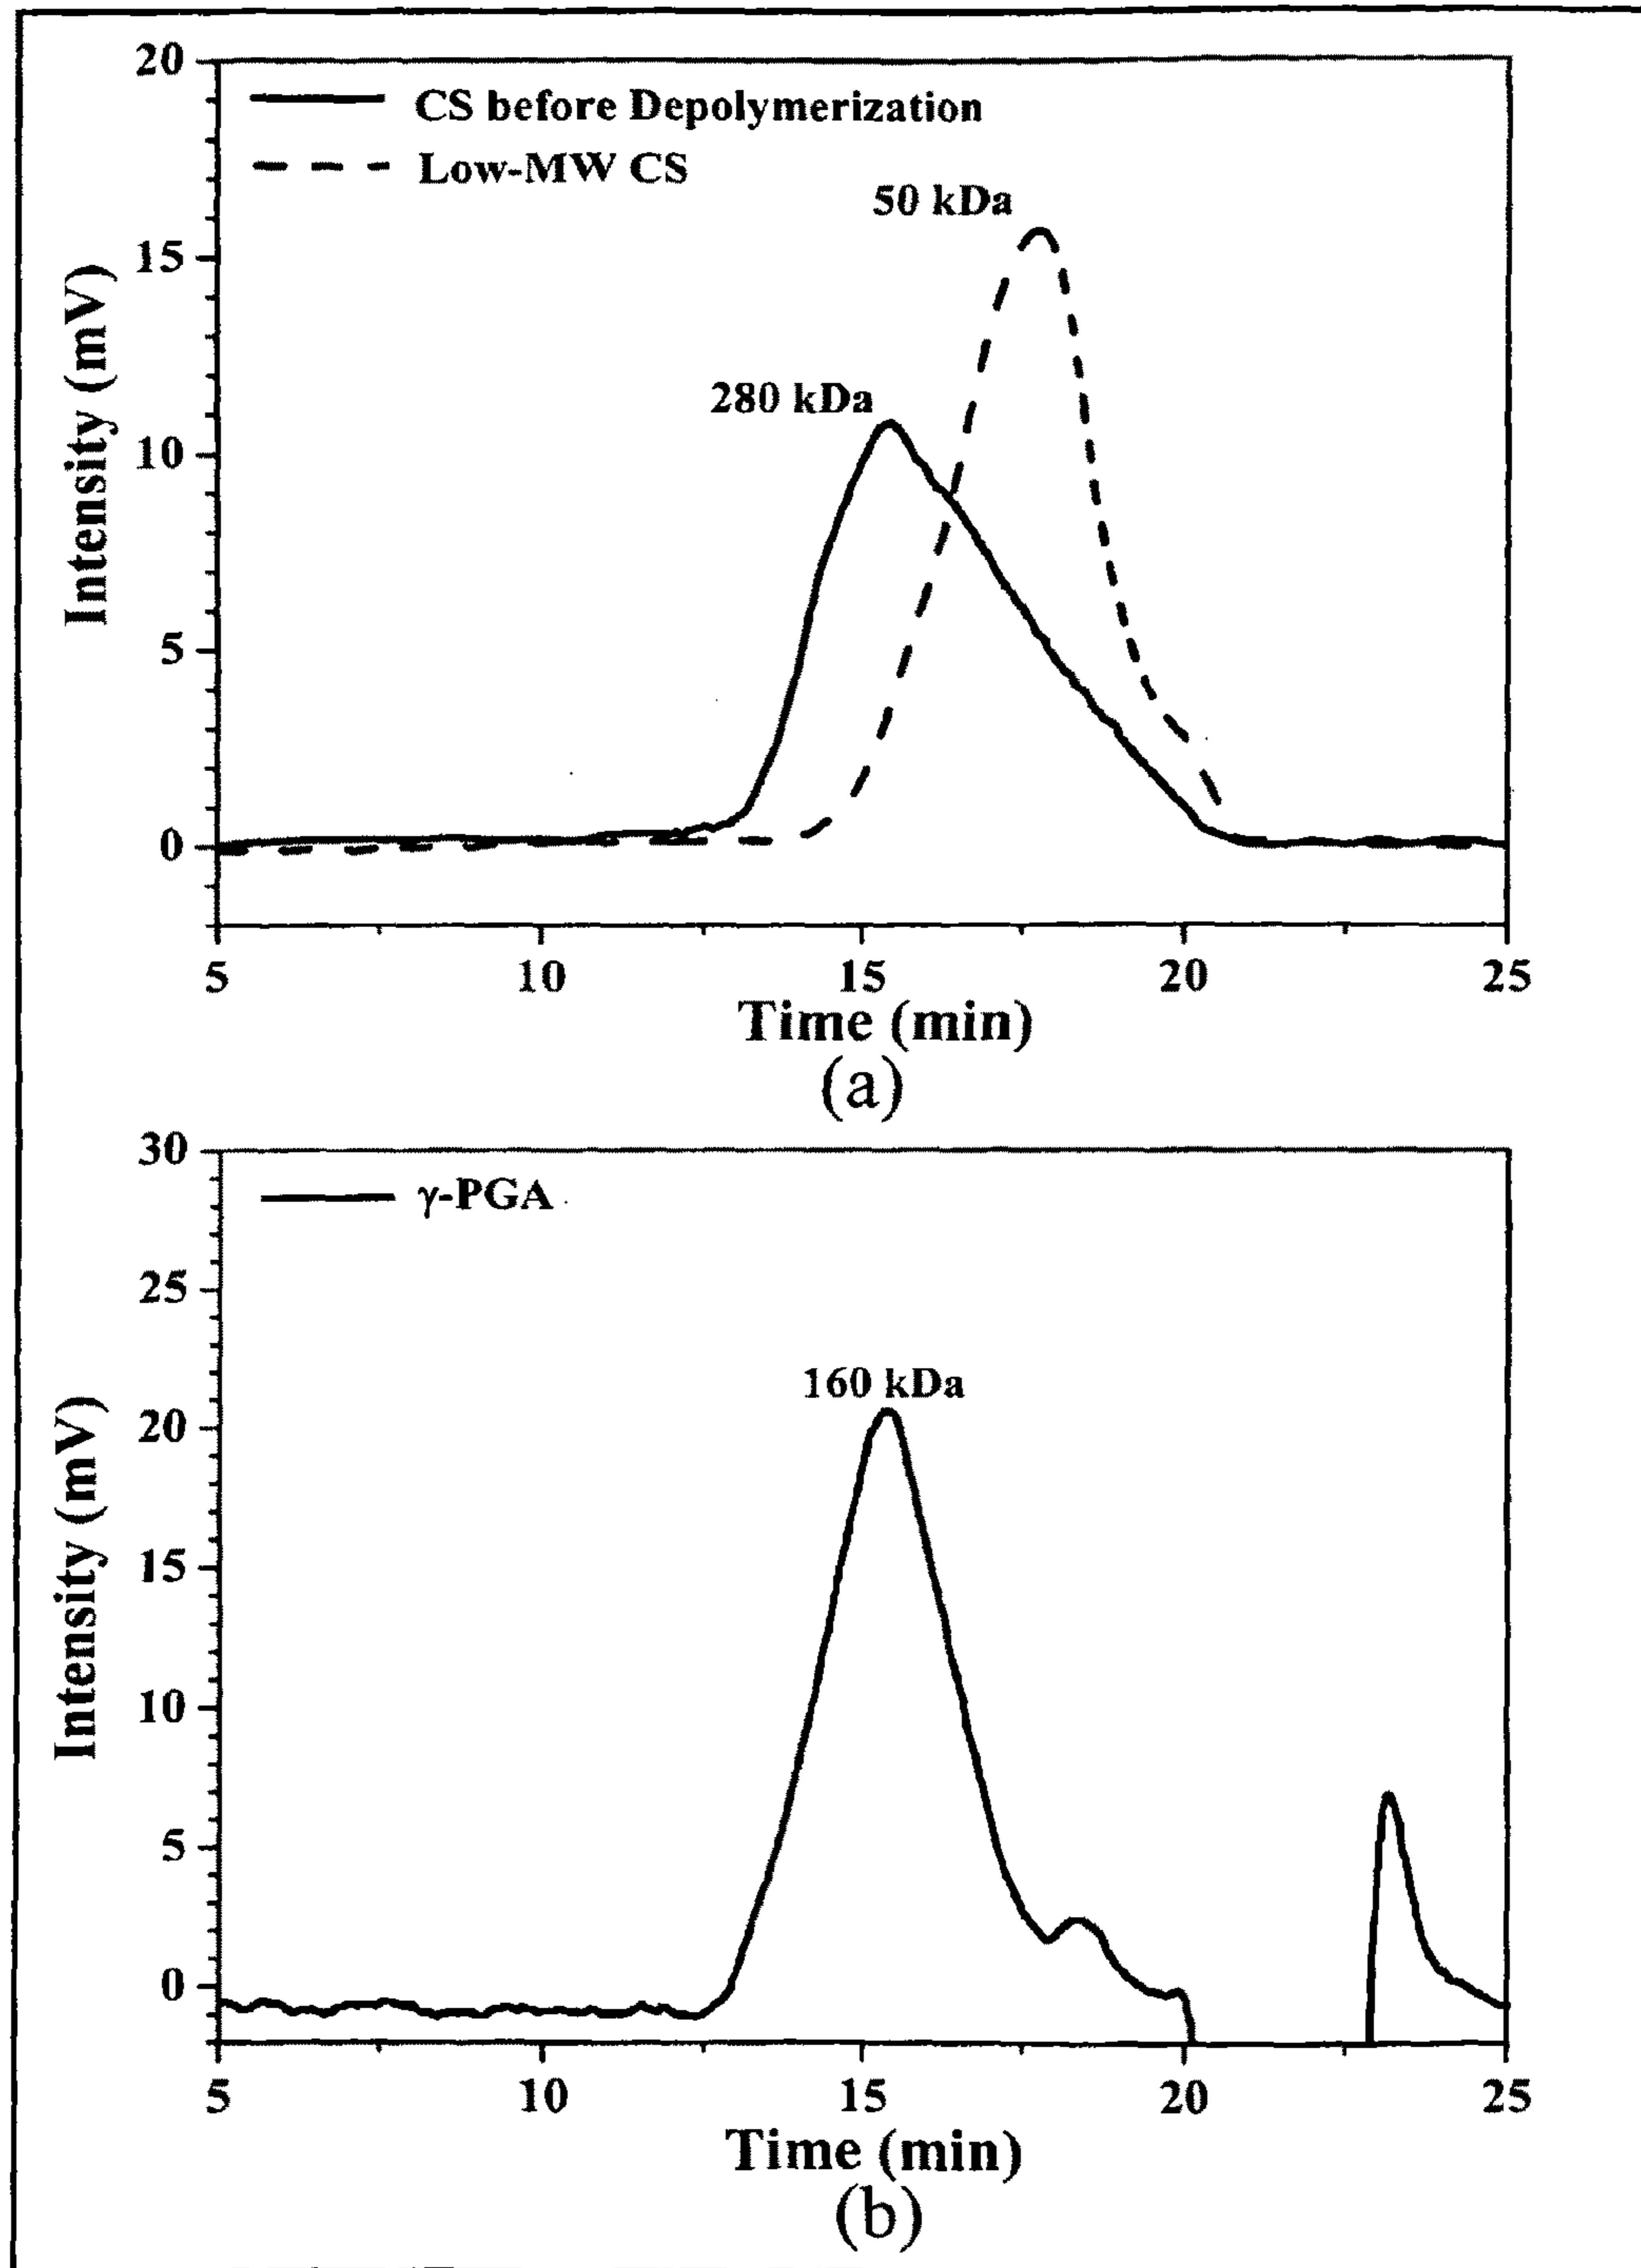 20
CS before Depolymerization
Low-MW CS
50 kDa
15
280 kDa
10
5
0
Intensity (mV)
5 10 15 20 25
Time (min)
(a)
30
γ-PGA
25
160 kDa
20
15
10
5
0
Intensity (mV)
5 10 15 20 25
Time (min)
(b)